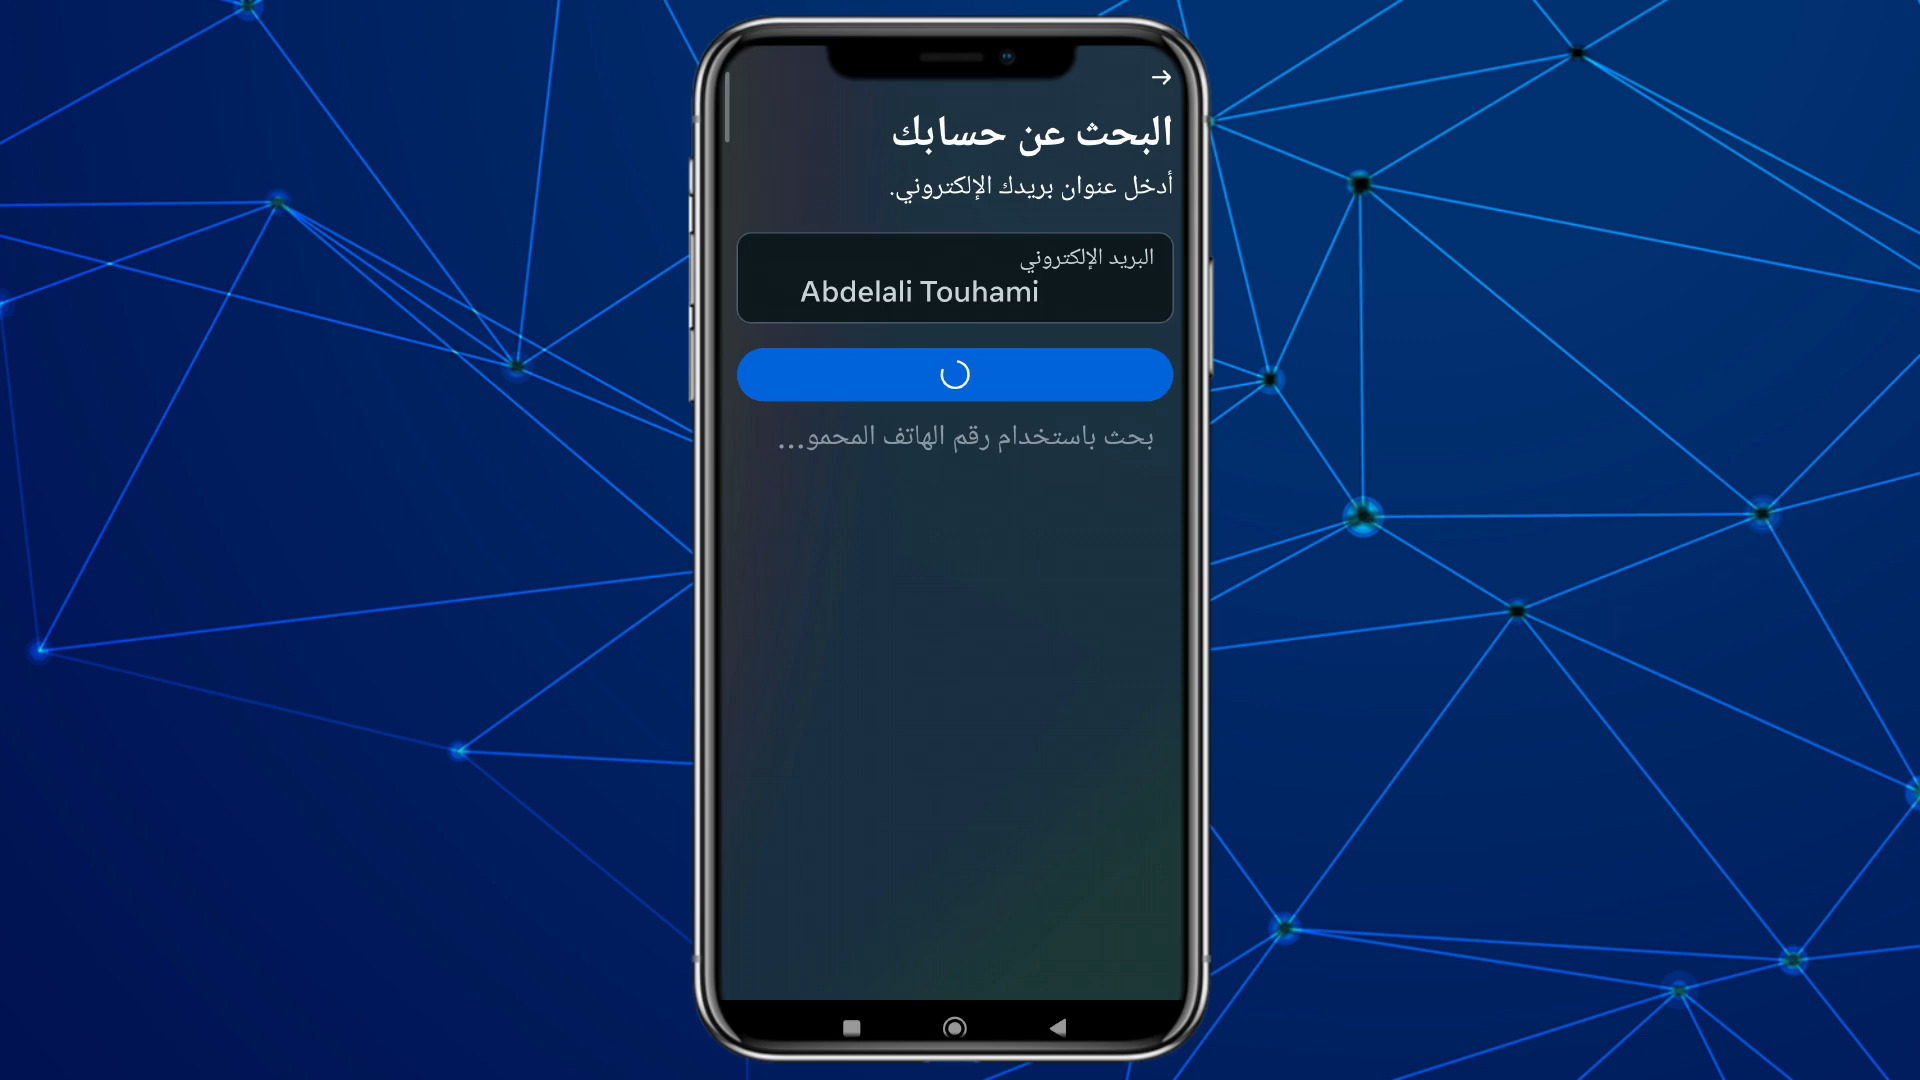 البحث عن حسابك
أدخل عنوان بريدك الإلكتروني.
البريد الإلكتروني
Abdelali Touhami
بحث باستخدام رقم الهاتف المحمو...